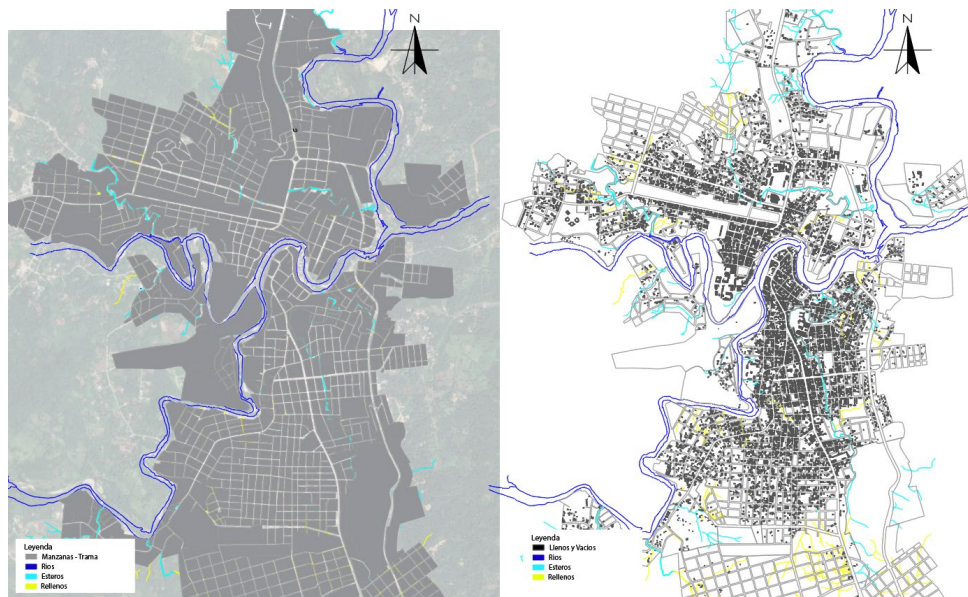 N
N
Leyenda
Manzanas - Trama
Rios
Esteros
Rellenos
Leyenda
Llenos y Vacios
Rios
Esteros
Rellenos